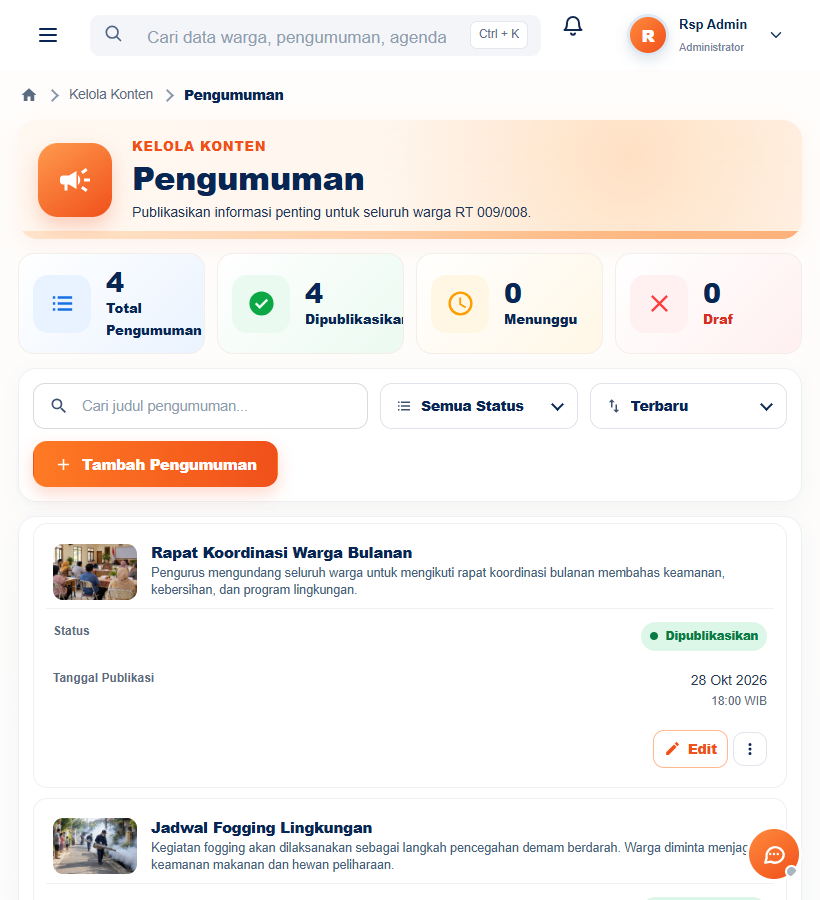 Cari data warga, pengumuman, agenda
Ctrl + K
R
Rsp Admin
Administrator
Kelola Konten
Pengumuman
KELOLA KONTEN
Pengumuman
Publikasikan informasi penting untuk seluruh warga RT 009/008.
4
Total
Pengumuman
4
Dipublikasika
0
Menunggu
0
Draf
Cari judul pengumuman...
Semua Status
Terbaru
+ Tambah Pengumuman
Rapat Koordinasi Warga Bulanan
Pengurus mengundang seluruh warga untuk mengikuti rapat koordinasi bulanan membahas keamanan,
kebersihan, dan program lingkungan.
Status
Dipublikasikan
Tanggal Publikasi
28 Okt 2026
18:00 WIB
Edit
Jadwal Fogging Lingkungan
Kegiatan fogging akan dilaksanakan sebagai langkah pencegahan demam berdarah. Warga diminta menjag
keamanan makanan dan hewan peliharaan.